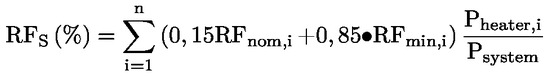 RF_S (%) = \sum_{i=1}^{n} (0,15RF_{nom,i} +0,85•RF_{min,i}) \frac{P_{heater,i}}{P_{system}}